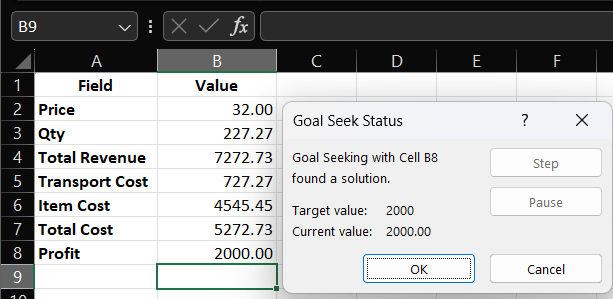 B9 fx
A B C D E F
1 Field Value
2 Price 32.00
3 Qty 227.27
4 Total Revenue 7272.73
5 Transport Cost 727.27
6 Item Cost 4545.45
7 Total Cost 5272.73
8 Profit 2000.00
9
10
Goal Seek Status ?
Goal Seeking with Cell B8
found a solution.
Step
Target value: 2000
Pause
Current value: 2000.00
OK Cancel